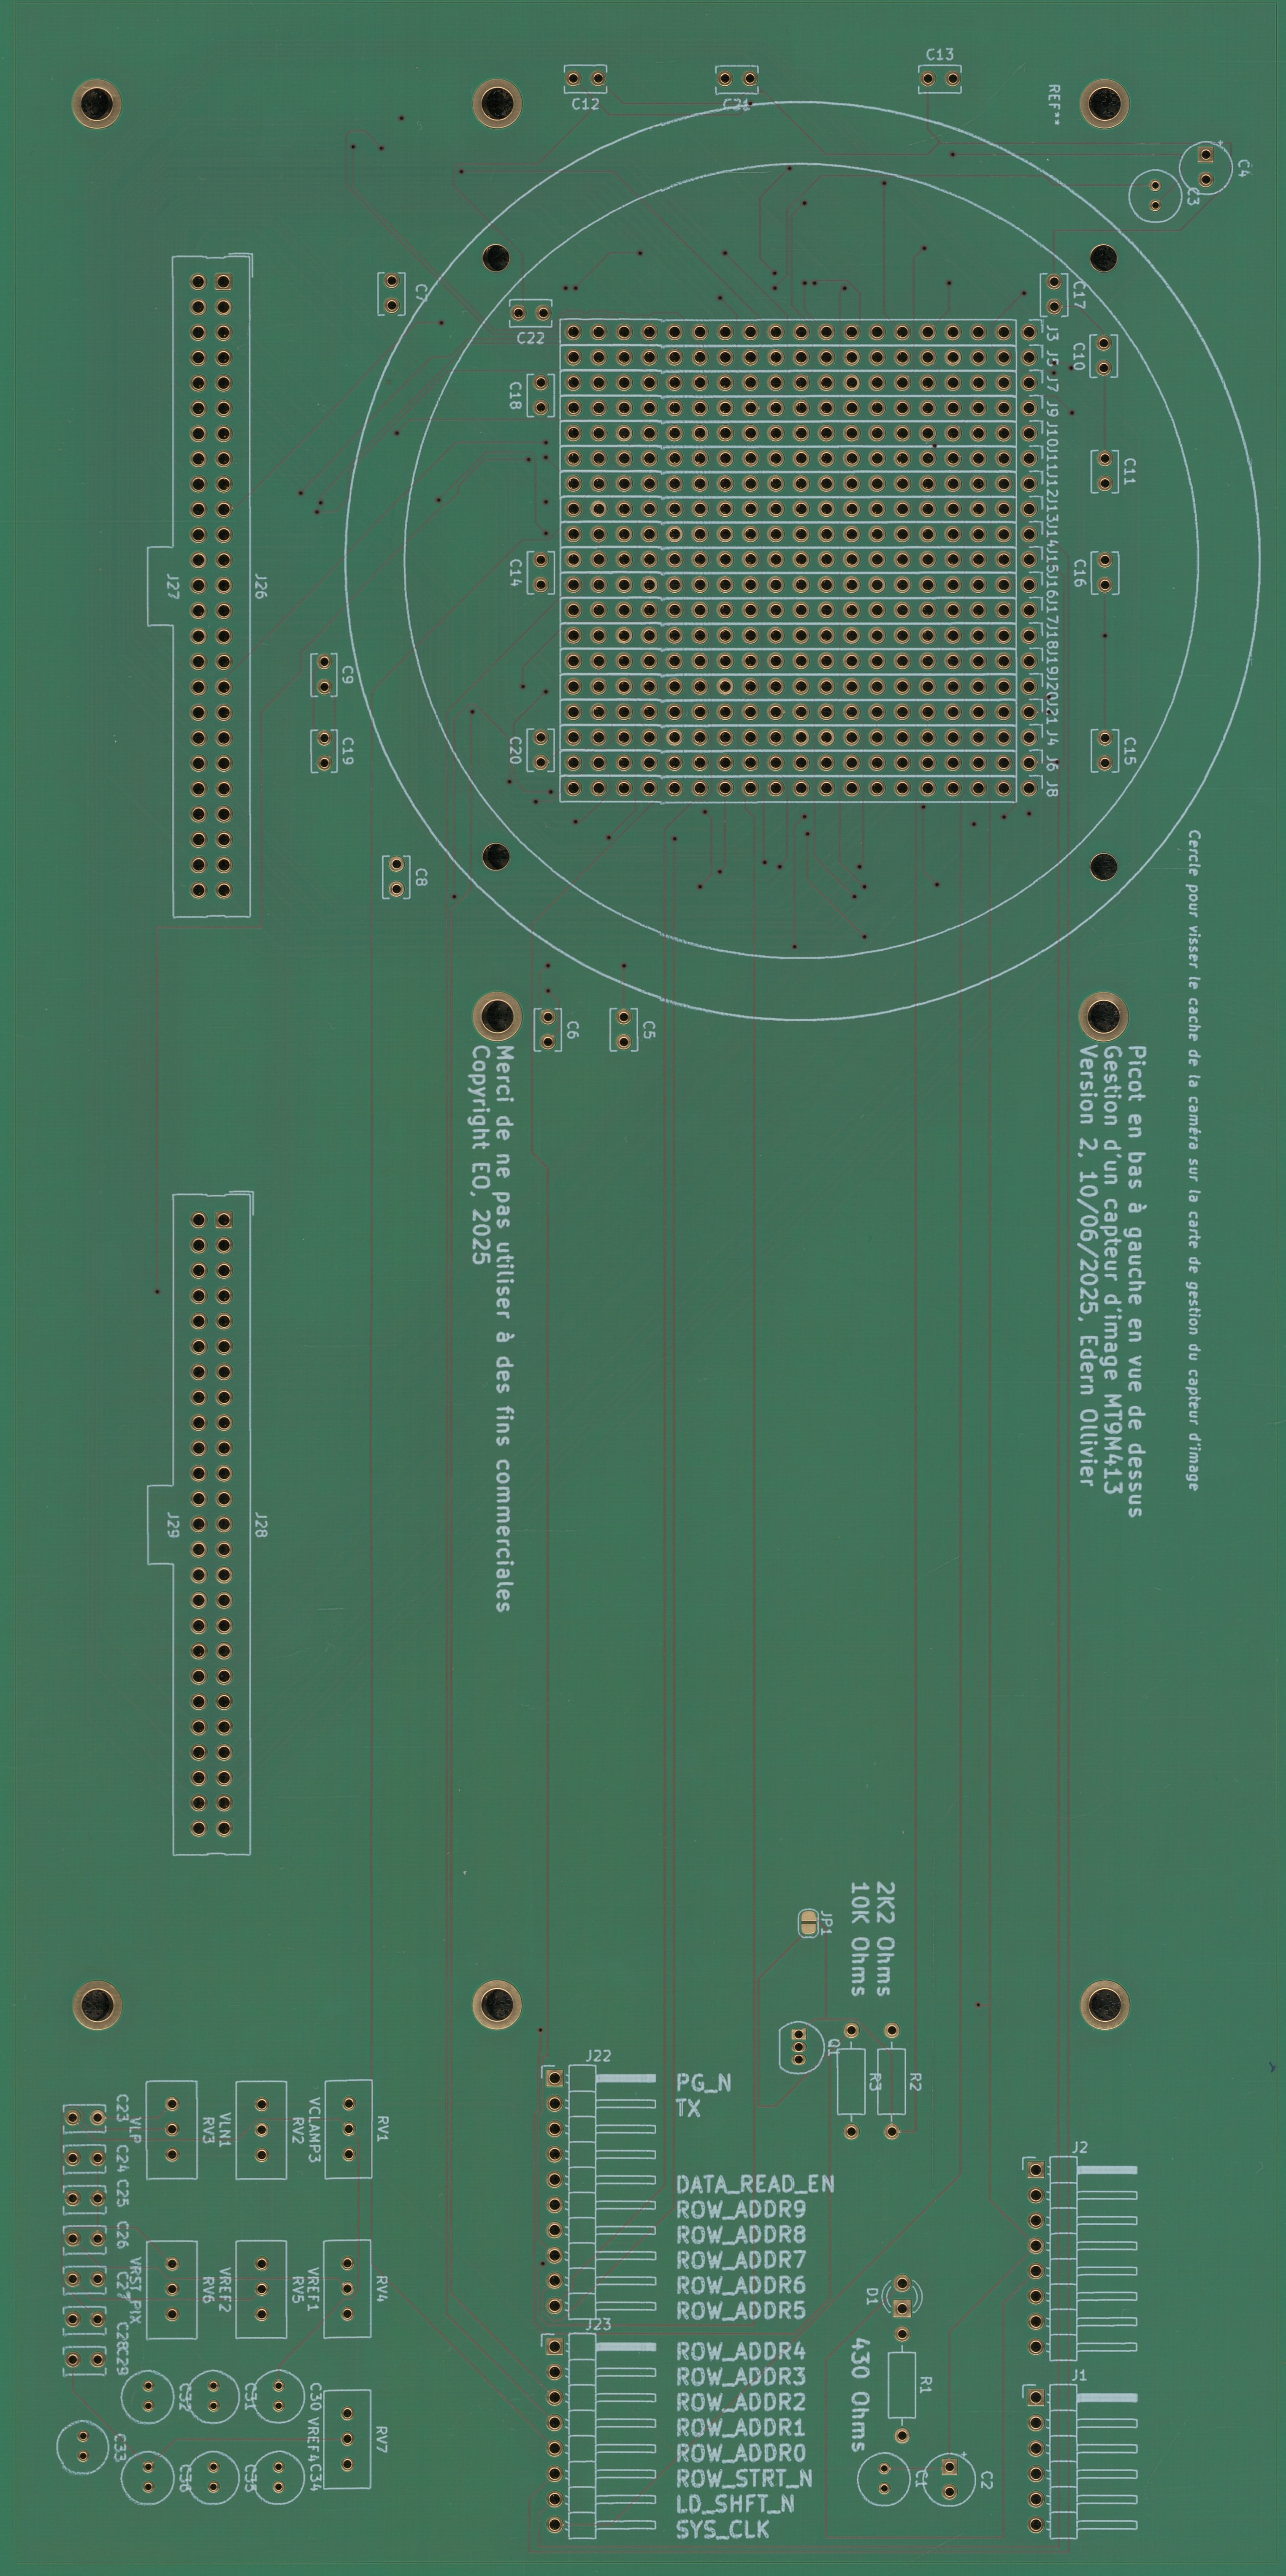 C13
C12
C21
REF**
C4
C3
C7
C17
C22
J3
J5
J7
J9
J10
J11
J12
J13
J14
J15
J16
J17
J18
J19
J20
J21
J4
J6
J8
C10
C18
C11
C14
C16
J27
J26
C9
C19
C20
C15
C8
C6
C5
Cercle pour visser le cache de la caméra sur la carte de gestion du capteur d'image
Picot en bas à gauche en vue de dessus
Gestion d'un capteur d'image MT9M413
Version 2, 10/06/2025, Edern Ollivier
Merci de ne pas utiliser à des fins commerciales
Copyright EO, 2025
J29
J28
2K2 Ohms
10K Ohms
JP1
Q1
R3
R2
J22
PG_N
TX
DATA_READ_EN
ROW_ADDR9
ROW_ADDR8
ROW_ADDR7
ROW_ADDR6
ROW_ADDR5
J23
ROW_ADDR4
ROW_ADDR3
ROW_ADDR2
ROW_ADDR1
ROW_ADDR0
ROW_STRT_N
LD_SHFT_N
SYS_CLK
J2
J1
D1
R1
430 Ohms
C1
C2
C23
VLP
RV3
VLN1
RV2
VCLAMP3
RV1
C24
C25
C26
C27
VRST_PIX
RV6
VREF2
RV5
VREF1
RV4
C28
C29
C32
C31
C30
VREF4
RV7
C33
C36
C35
C34